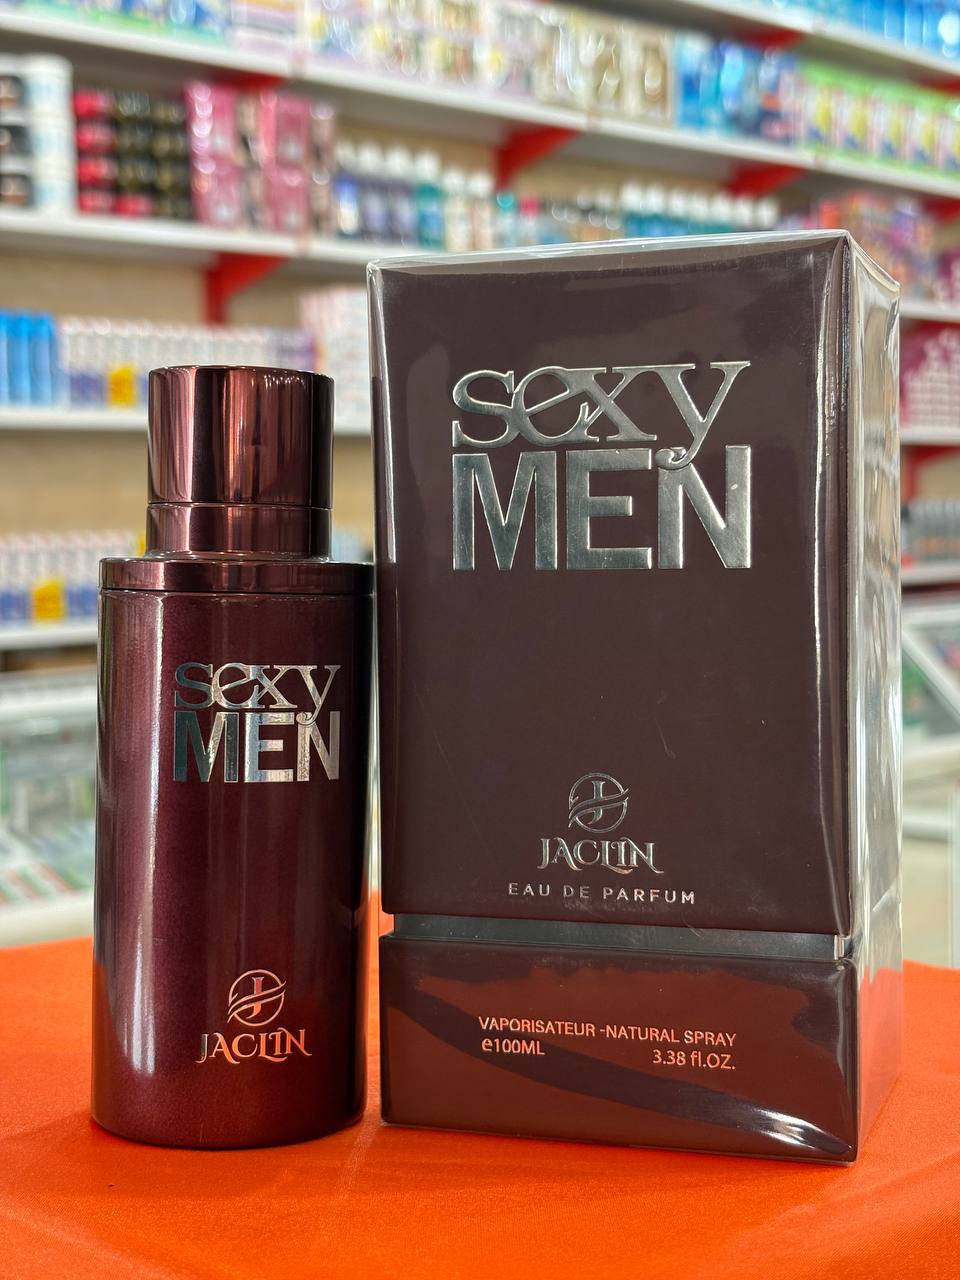 sexy
MEN
JACLIN
sexy
MEN
J
JACLIN
EAU DE PARFUM
VAPORISATEUR -NATURAL SPRAY
e100ML
3.38 fl.OZ.